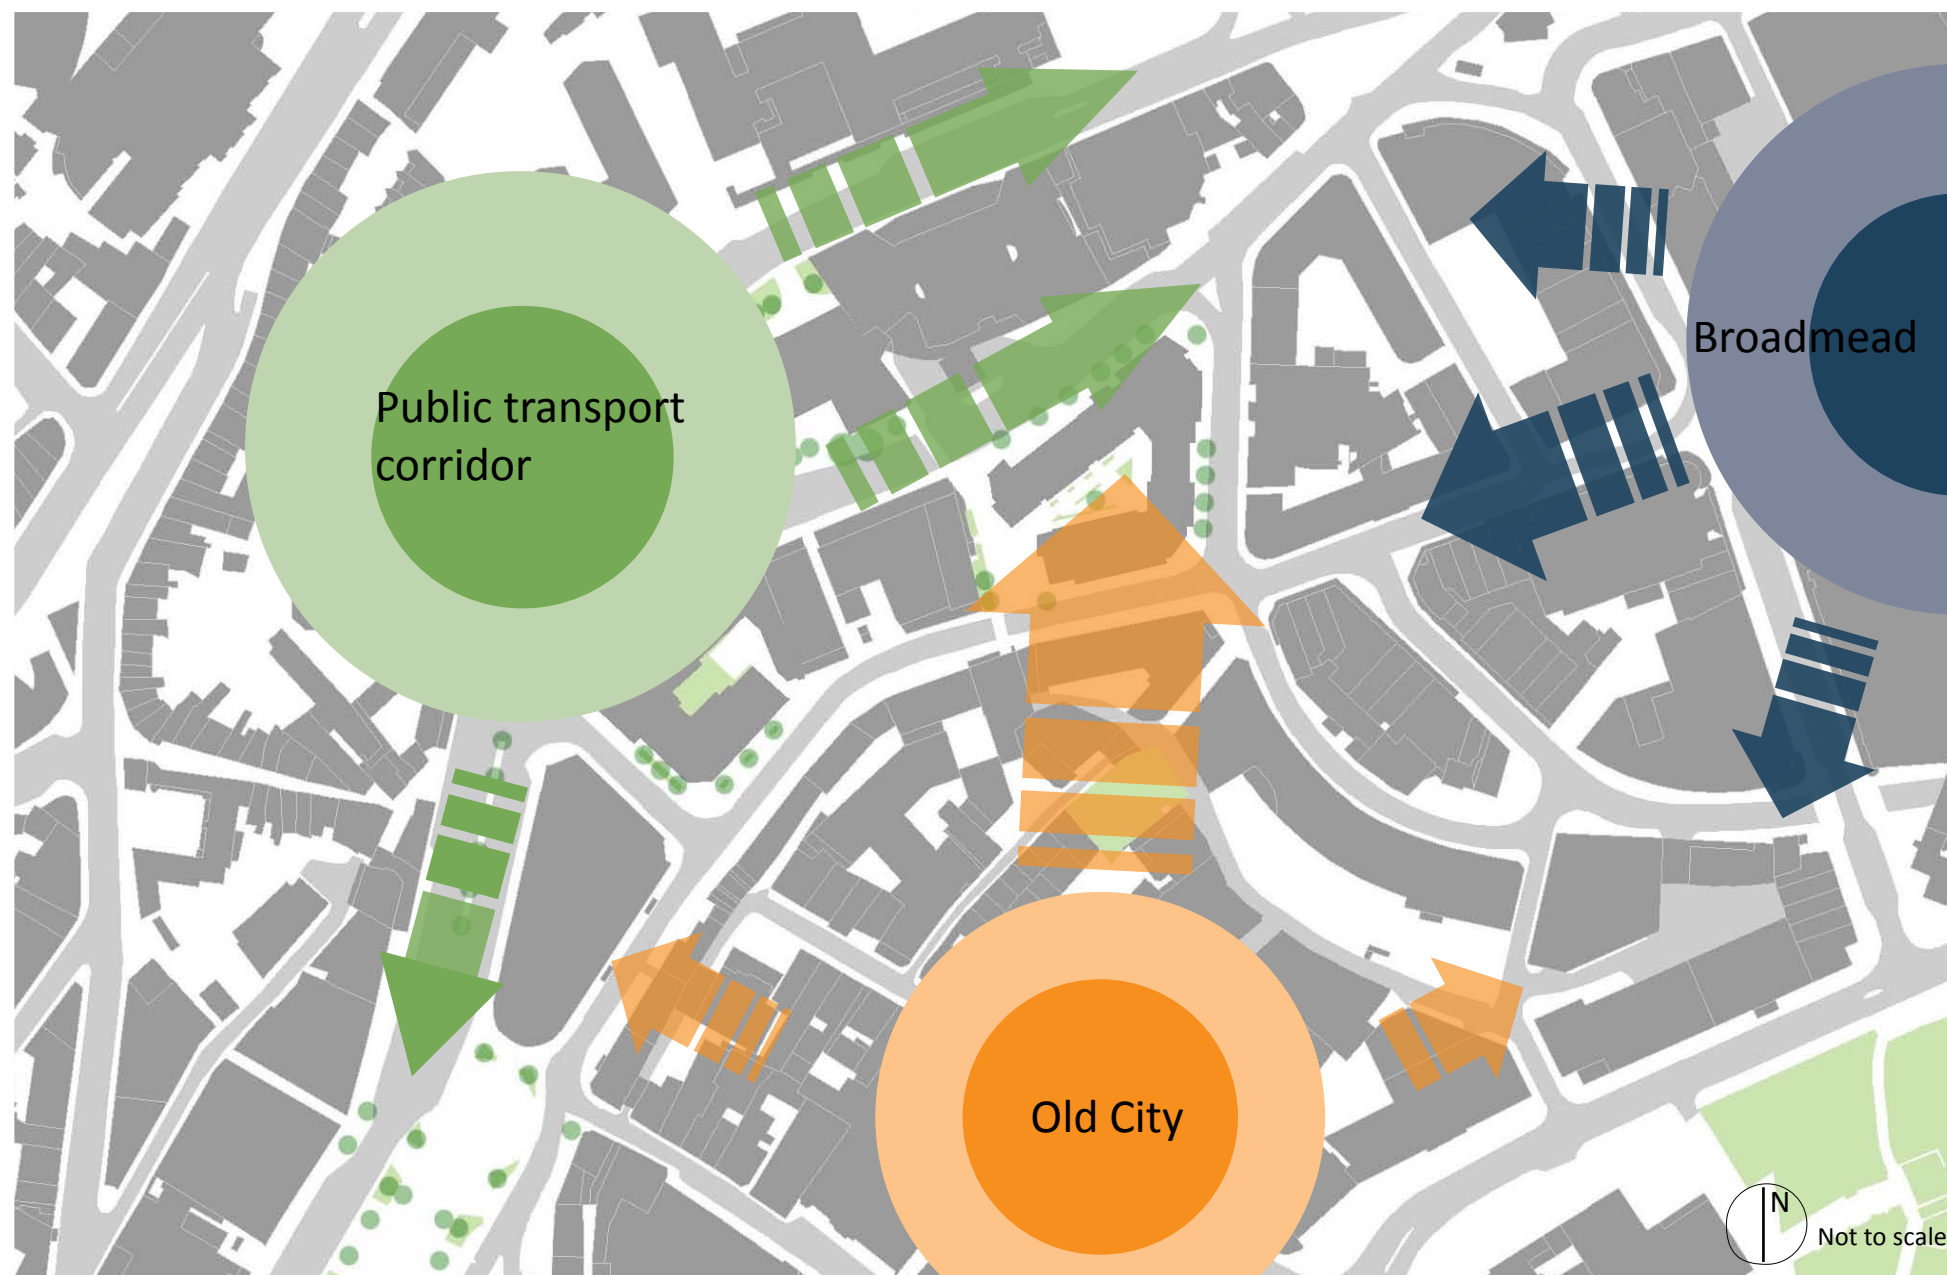 Broadmead
Public transport
corridor
Old City
N
Not to scale